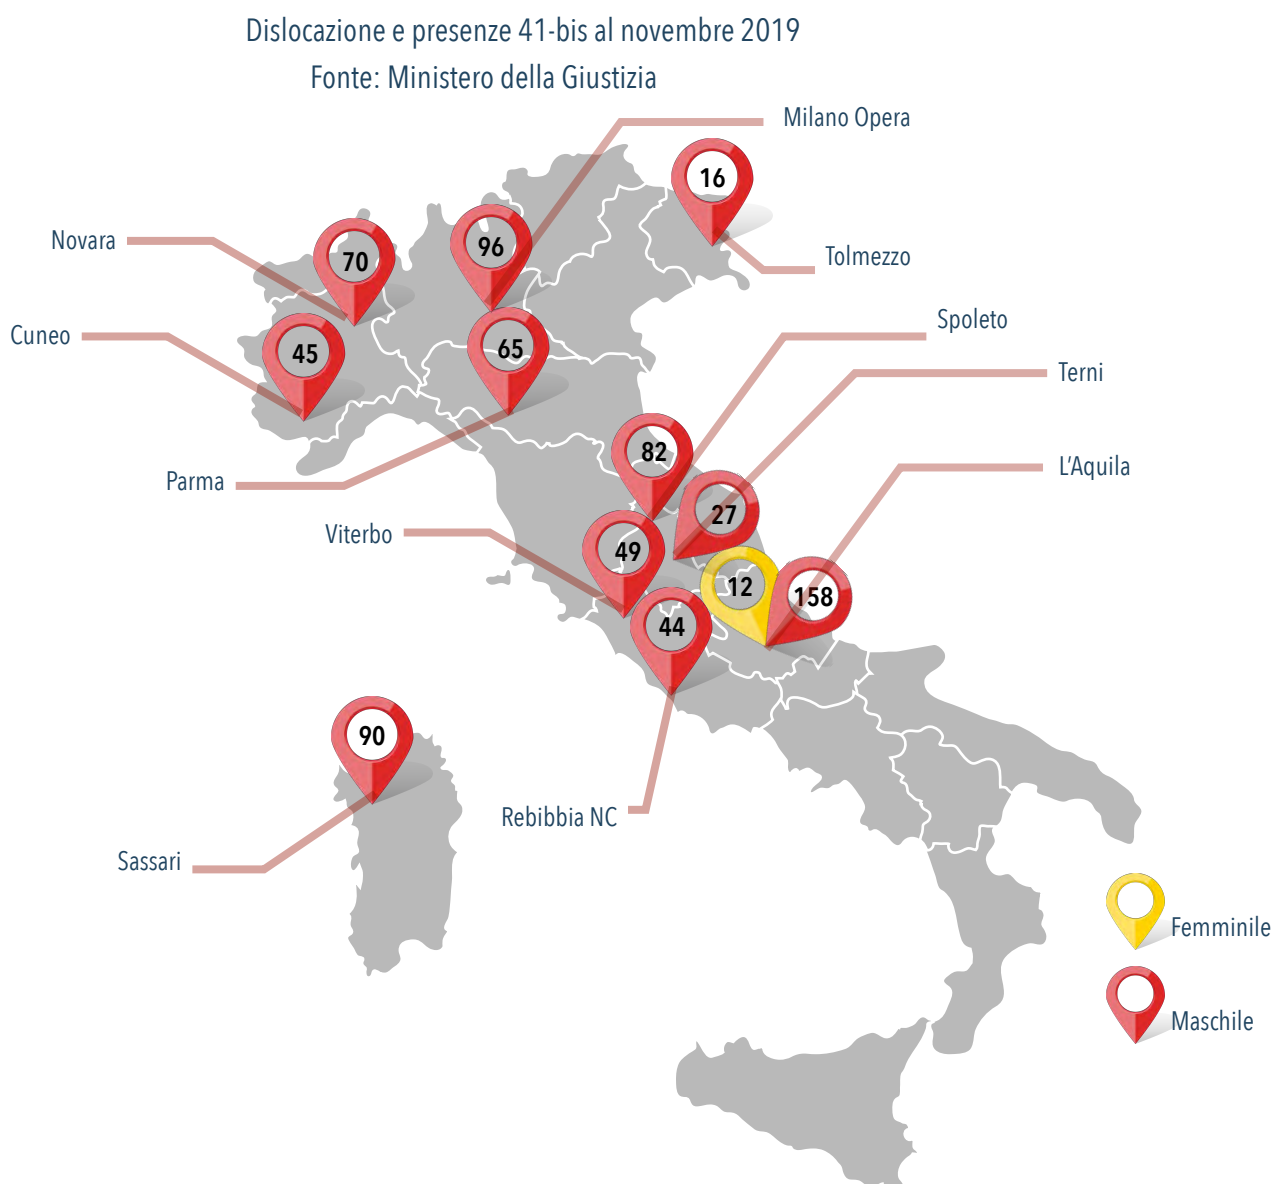 Dislocazione e presenze 41-bis al novembre 2019
Fonte: Ministero della Giustizia
Milano Opera
16
Novara
70
96
Tolmezzo
Cuneo
45
65
Spoleto
Terni
82
L'Aquila
Parma
27
Viterbo
49
12
158
44
90
Rebibbia NC
Sassari
Femminile
Maschile